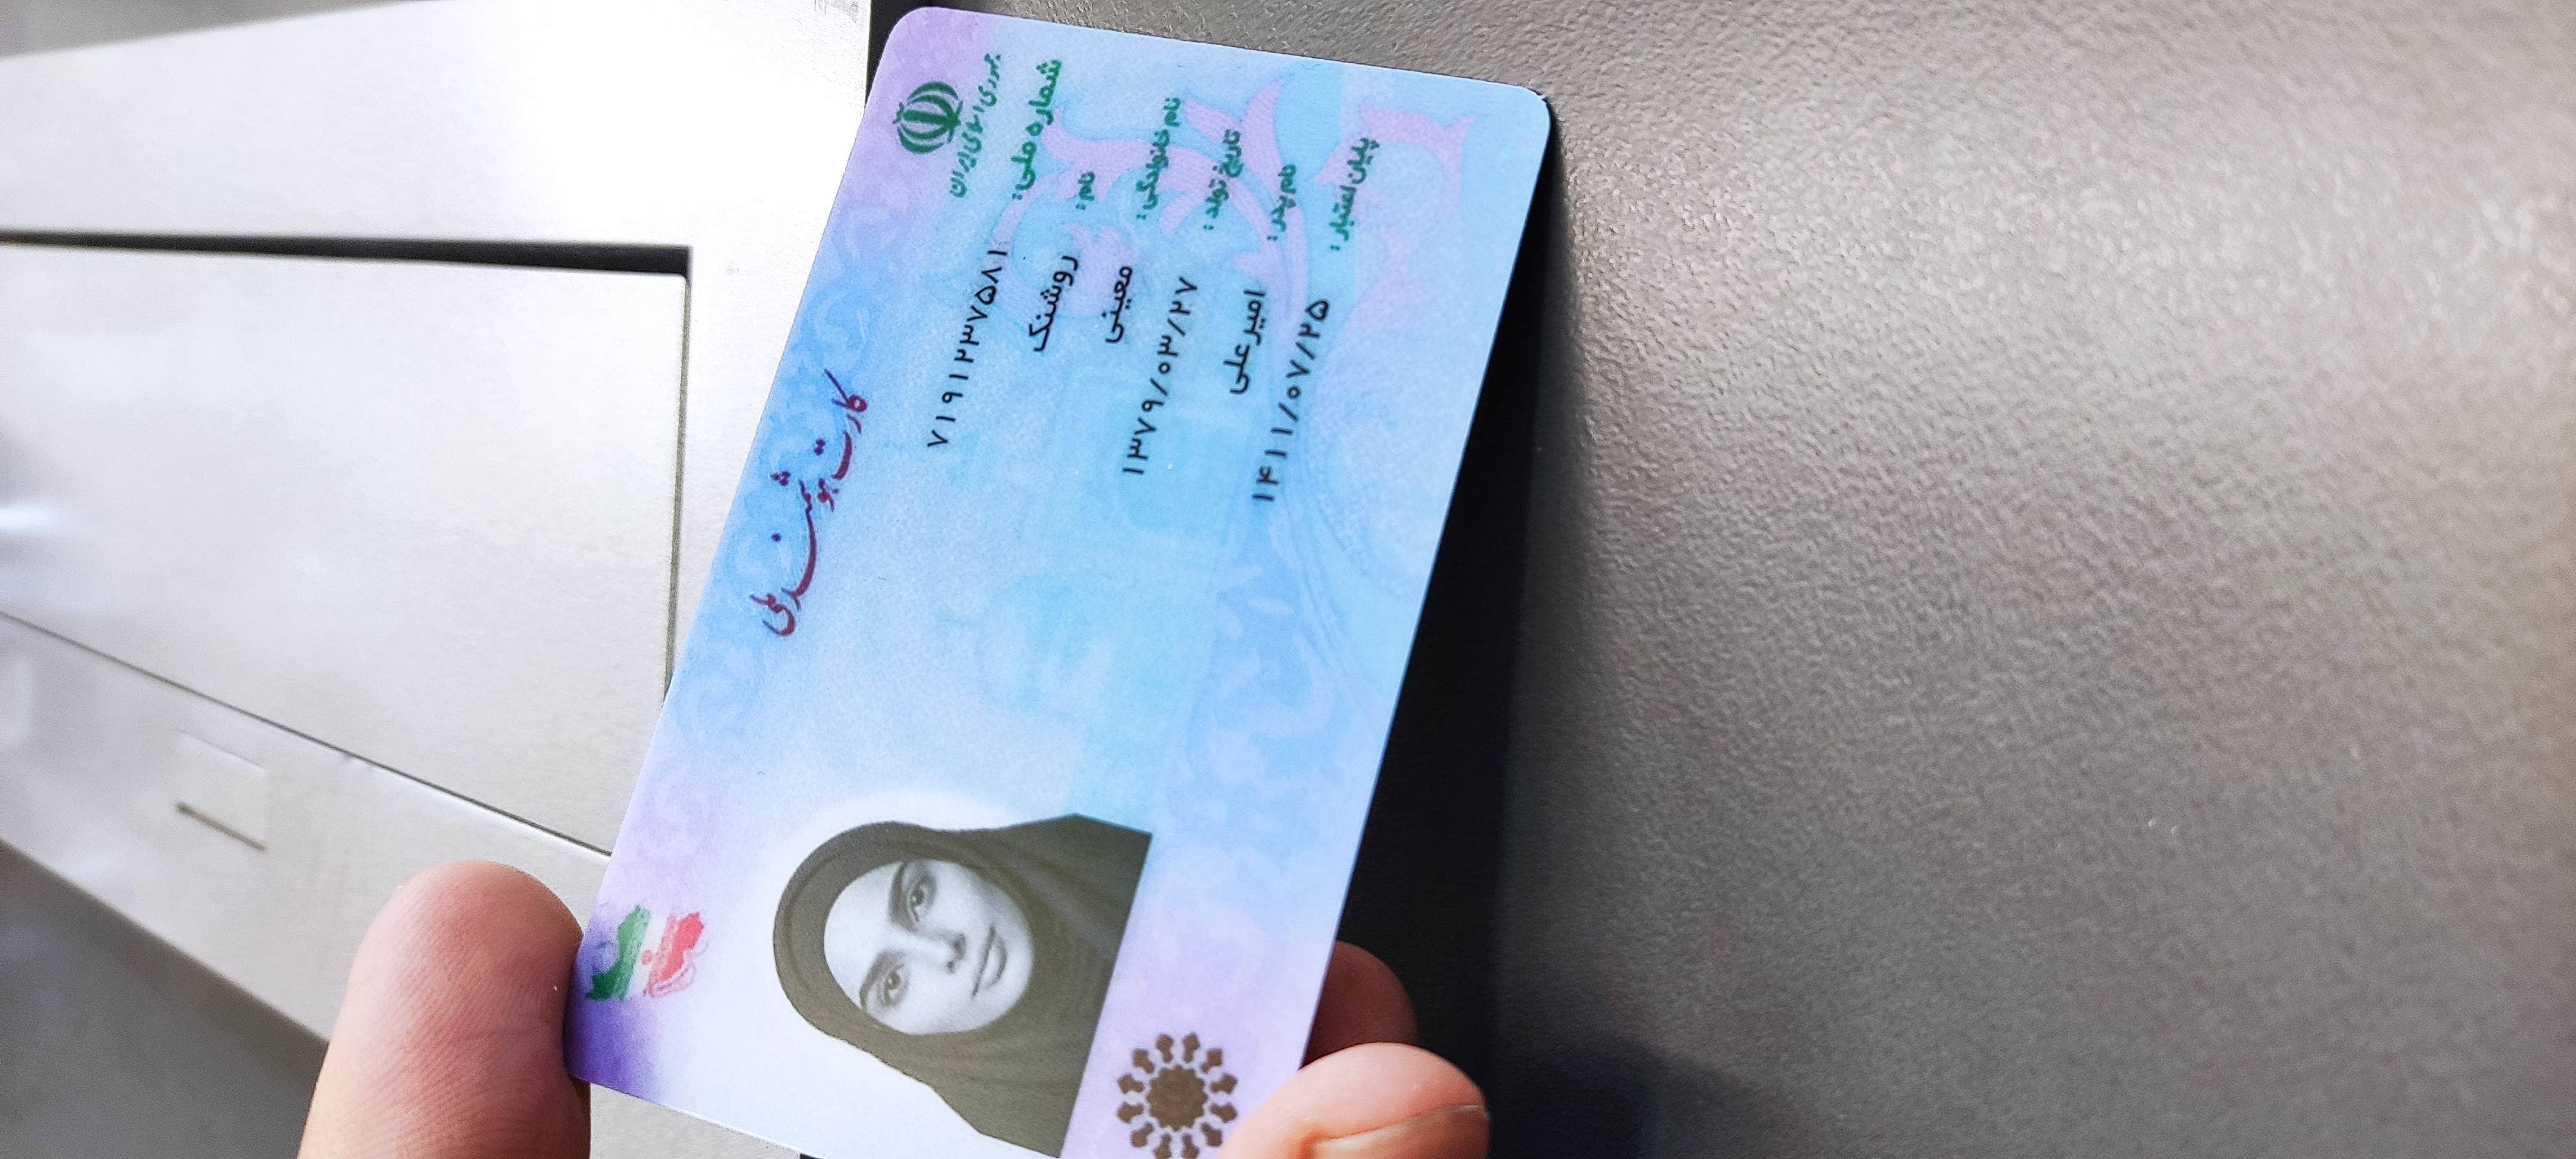 جمهوری اسلامی ایران
کارت هوشمند ملی
شماره ملی: ۷۱۹۱۲۳۷۵۸۱
نام: روشنک
نام خانوادگی: معینی
تاریخ تولد: ۱۳۷۹/۰۳/۲۷
نام پدر: امیرعلی
پایان اعتبار: ۱۴۱۱/۰۷/۲۵